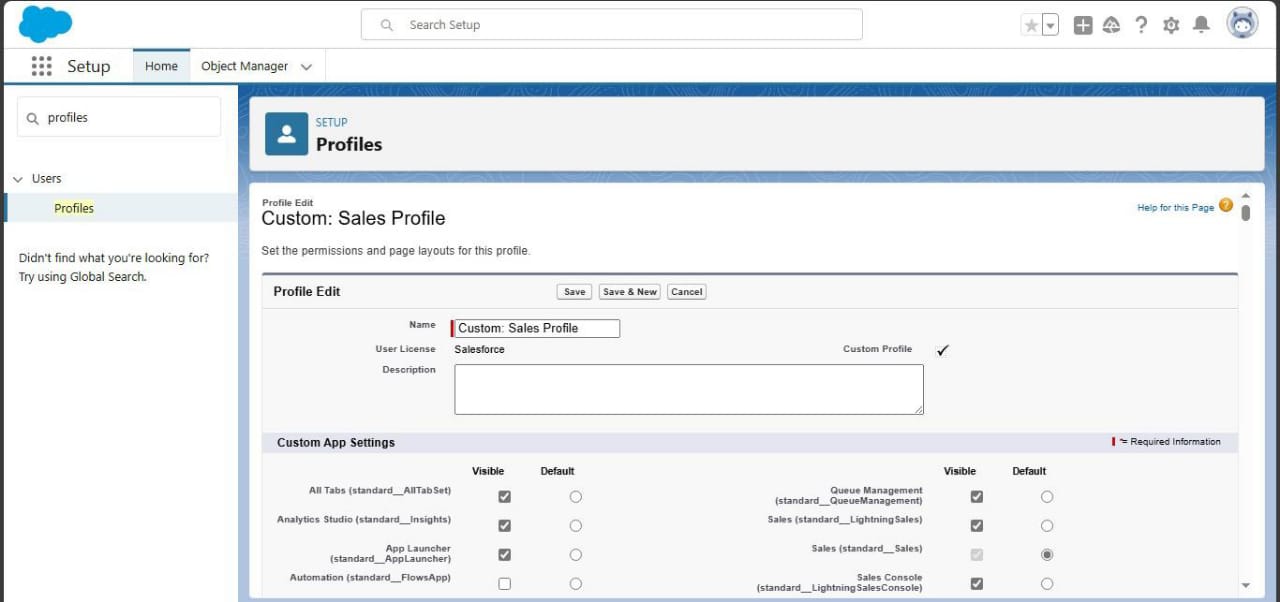 Search Setup
Setup
Home
Object Manager
profiles
Users
Profiles
Didn't find what you're looking for?
Try using Global Search.
SETUP
Profiles
Profile Edit
Custom: Sales Profile
Help for this Page
Set the permissions and page layouts for this profile.
Profile Edit
Save
Save & New
Cancel
Name
Custom: Sales Profile
User License
Salesforce
Custom Profile
Description
Custom App Settings
= Required Information
Visible
Default
Visible
Default
All Tabs (standard__AllTabSet)
Queue Management
(standard__QueueManagement)
Analytics Studio (standard__Insights)
Sales (standard__LightningSales)
App Launcher
(standard__AppLauncher)
Sales (standard__Sales)
Automation (standard__FlowsApp)
Sales Console
(standard__LightningSalesConsole)